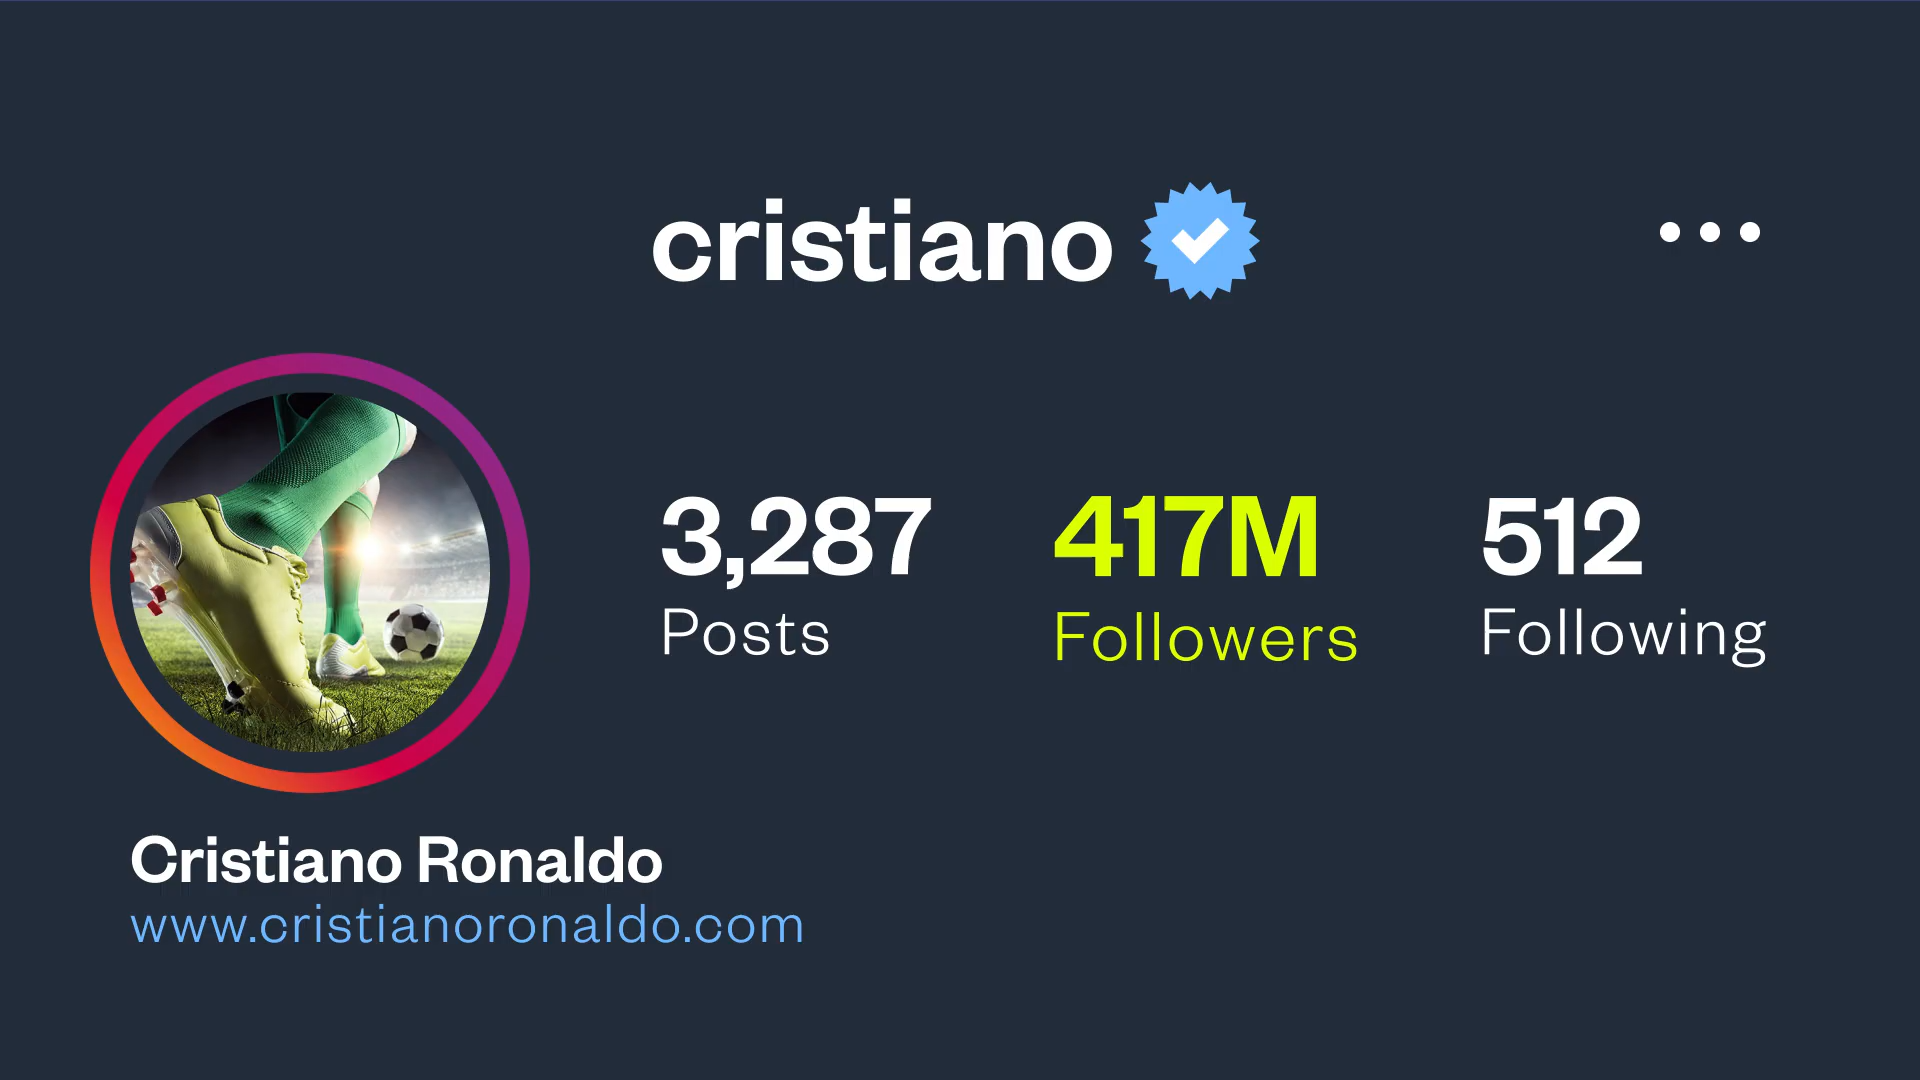 cristiano
3,287 417M 512
Posts Followers Following
Cristiano Ronaldo
www.cristianoronaldo.com